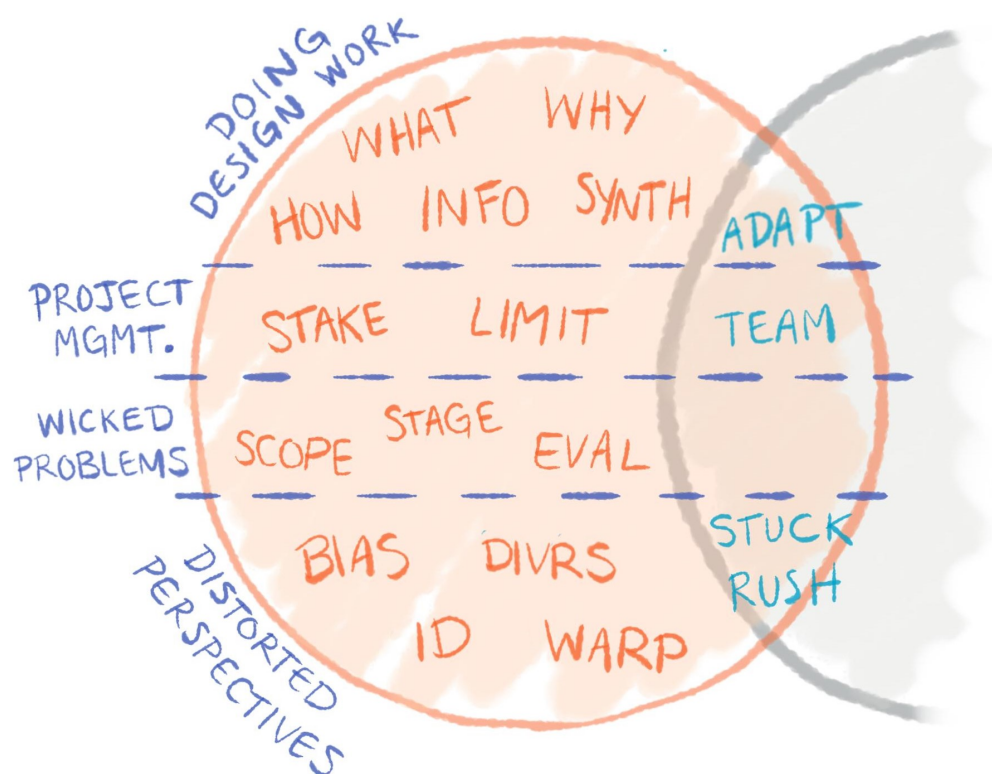 DOING
DESIGN WORK
WHAT WHY
HOW INFO SYNTH ADAPT
PROJECT
MGMT.
STAKE LIMIT TEAM
WICKED
PROBLEMS
STAGE
SCOPE EVAL
DISTORTED
PERSPECTIVES
BIAS DIVRS STUCK
RUSH
ID WARP